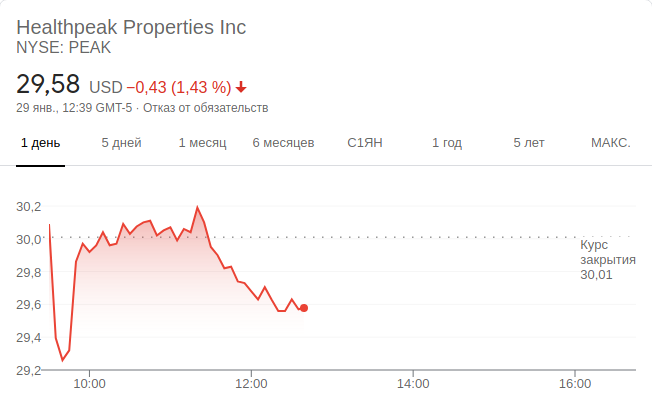 Healthpeak Properties Inc
NYSE: PEAK
29,58 USD −0,43 (1,43 %)
29 янв., 12:39 GMT-5 · Отказ от обязательств
1 день 5 дней 1 месяц 6 месяцев С1ЯН 1 год 5 лет МАКС.
30,2
30,0
29,8
29,6
29,4
29,2
Курс
закрытия
30,01
10:00 12:00 14:00 16:00